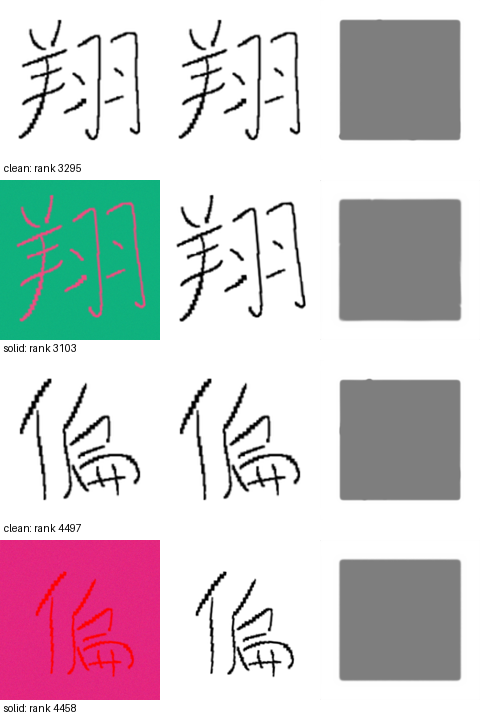 翔 翔
clean: rank 3295
翔 翔
solid: rank 3103
偏 偏
clean: rank 4497
偏 偏
solid: rank 4458